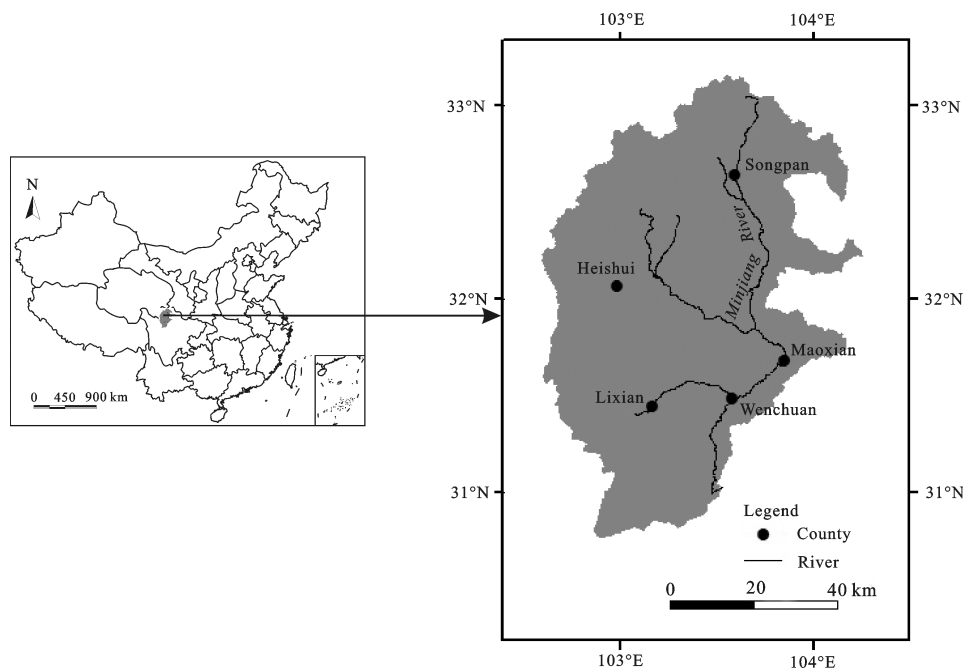 N
0 450 900 km
103°E 104°E
33°N 33°N
Songpan
Minjiang River
Heishui
32°N 32°N
Maoxian
Lixian
Wenchuan
31°N 31°N
Legend
County
River
0 20 40 km
103°E 104°E